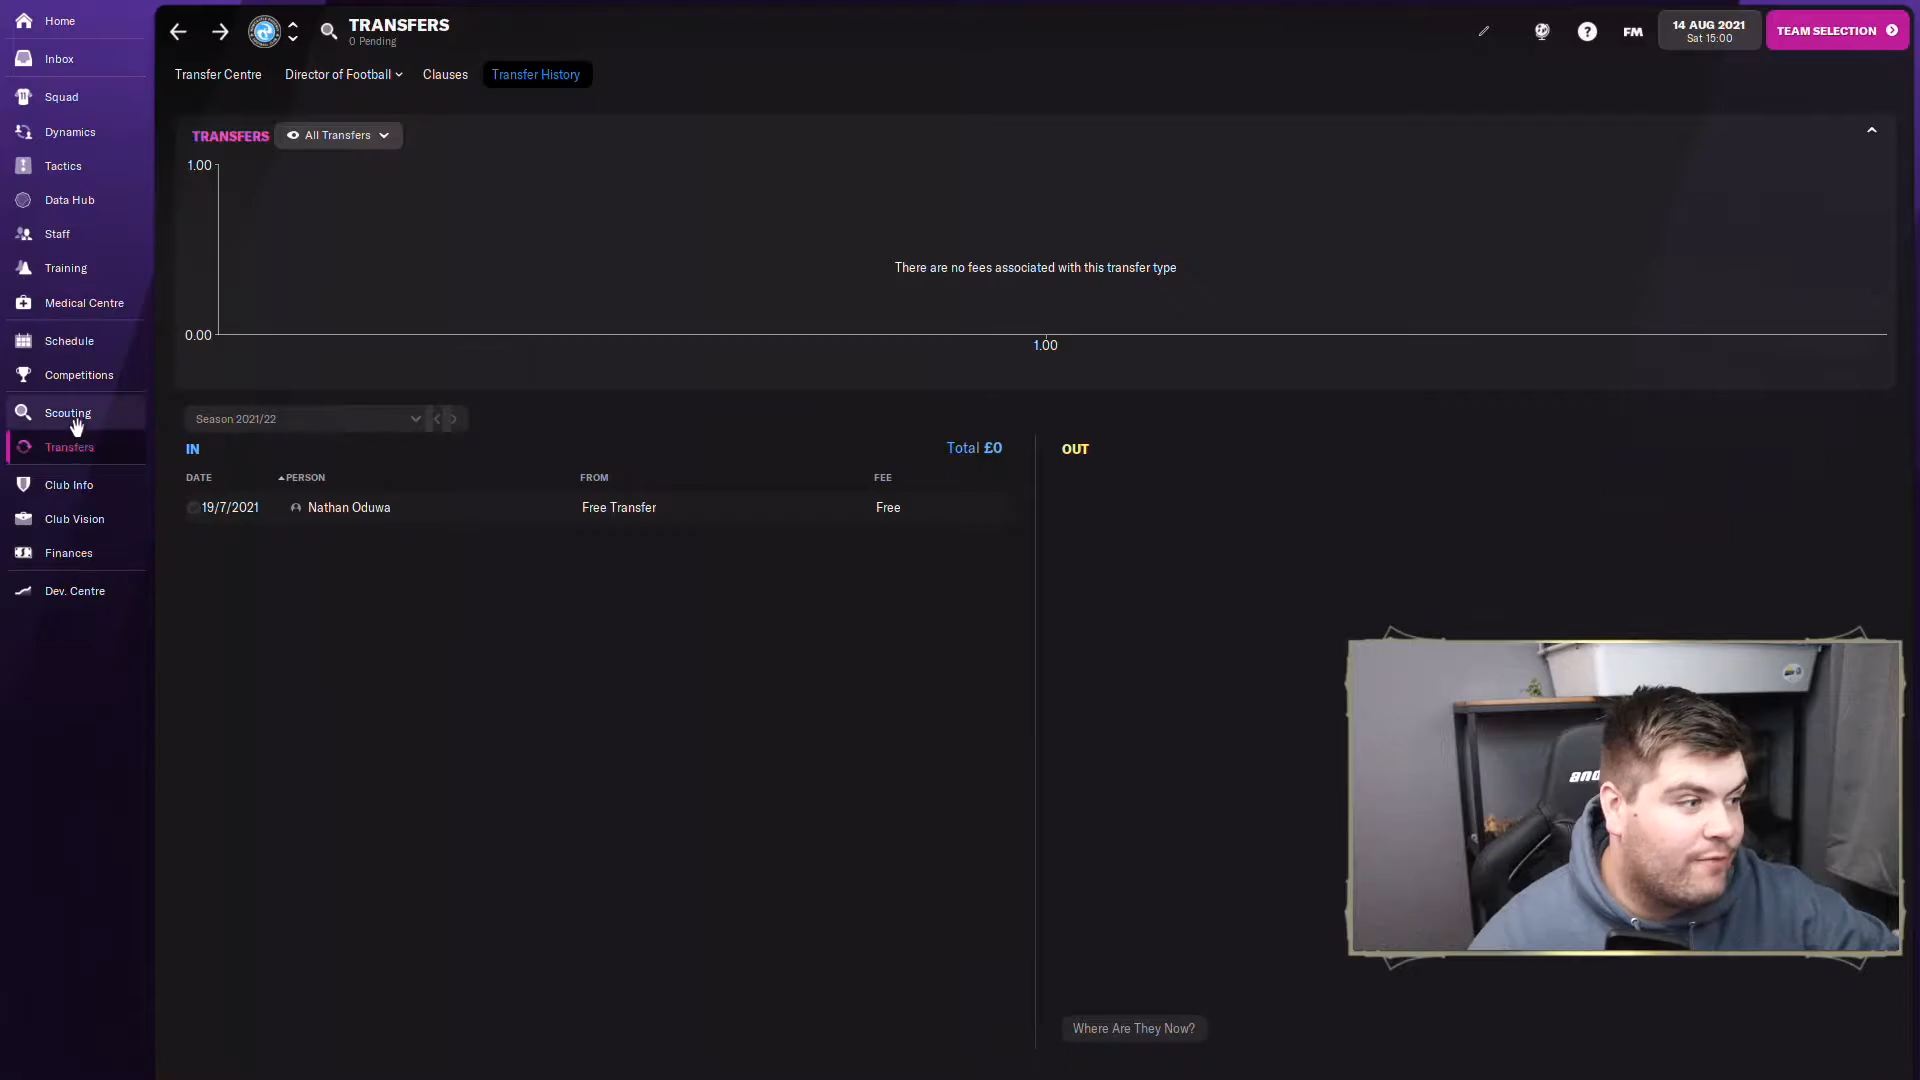 Home
Inbox
Squad
Dynamics
Tactics
Data Hub
Staff
Training
Medical Centre
Schedule
Competitions
Scouting
Transfers
Club Info
Club Vision
Finances
Dev. Centre
TRANSFERS
0 Pending
FM
14 AUG 2021
Sat 15:00
TEAM SELECTION
Transfer Centre
Director of Football
Clauses
Transfer History
TRANSFERS
All Transfers
1.00
There are no fees associated with this transfer type
0.00
1.00
Season 2021/22
IN
Total £0
OUT
DATE
PERSON
FROM
FEE
19/7/2021
Nathan Oduwa
Free Transfer
Free
Where Are They Now?